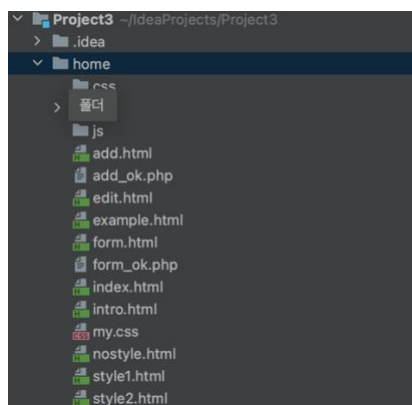 Project3 ~/IdeaProjects/Project3
.idea
home
css
폴더
js
add.html
add_ok.php
edit.html
example.html
form.html
form_ok.php
index.html
intro.html
my.css
nostyle.html
style1.html
style2.html